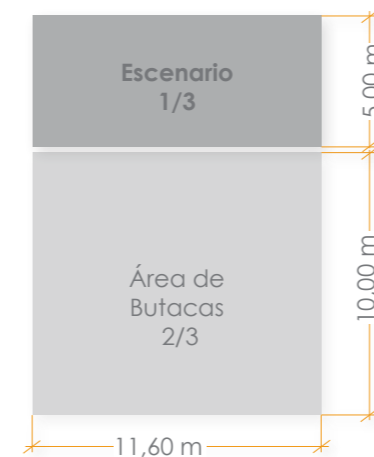 Escenario
1/3
5.00 m
Área de
Butacas
2/3
10.00 m
11,60 m